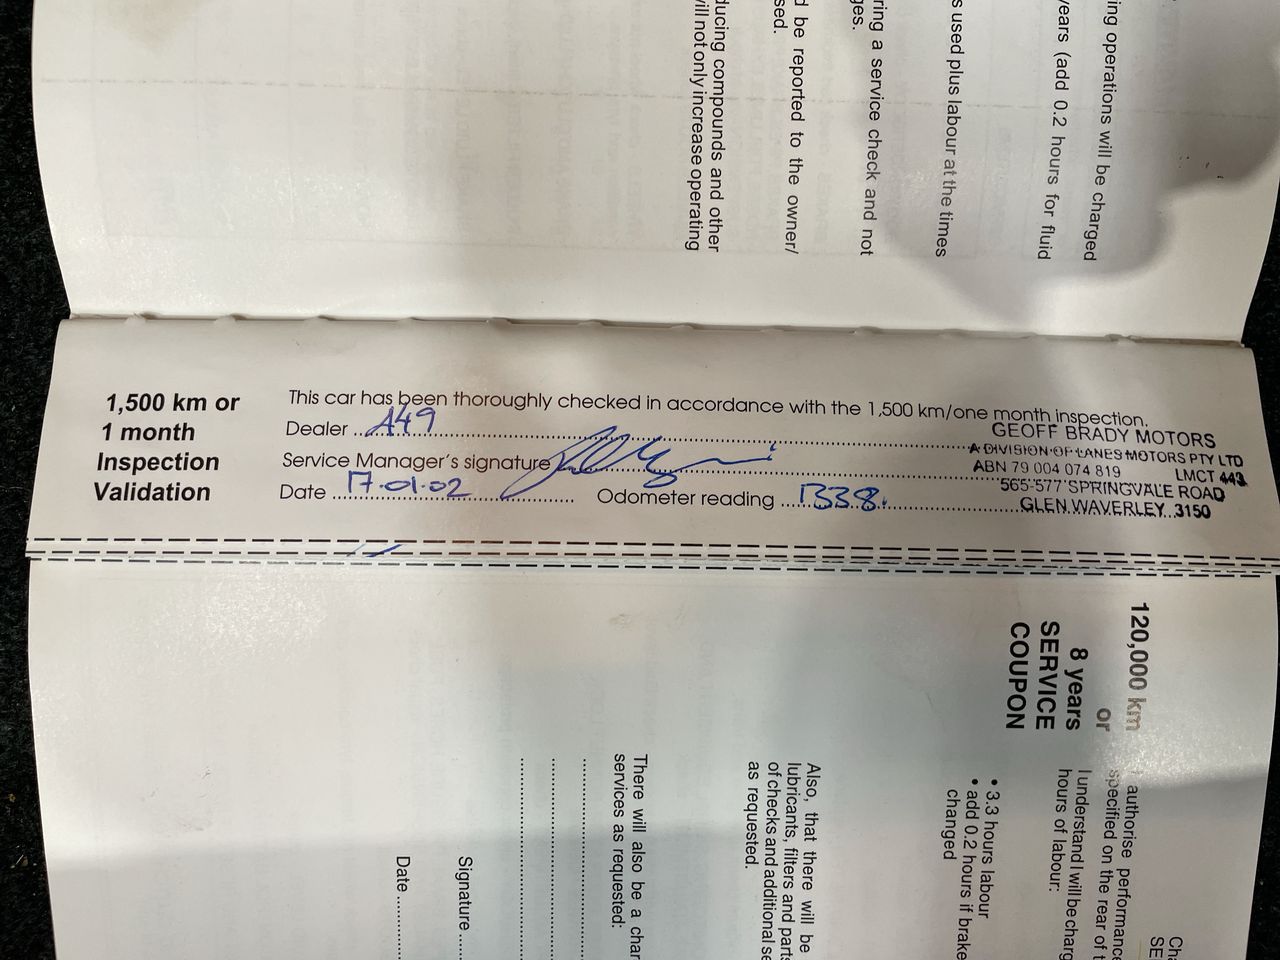 ing operations will be charged
years (add 0.2 hours for fluid
s used plus labour at the times
ring a service check and not
ges.
d be reported to the owner/
sed.
ducing compounds and other
will not only increase operating
1,500 km or
1 month
Inspection
Validation
This car has been thoroughly checked in accordance with the 1,500 km/one month inspection.
Dealer A49
Service Manager's signature
Date 17.01.02 Odometer reading 1338
GEOFF BRADY MOTORS
A DIVISION OF LANES MOTORS PTY LTD
ABN 79 004 074 819 LMCT 443
565-577 SPRINGVALE ROAD
GLEN WAVERLEY 3150
120,000 km
or
8 years
SERVICE
COUPON
Cha
SE
I authorise performance
specified on the rear of t
I understand I will be charg
hours of labour:
• 3.3 hours labour
• add 0.2 hours if brake
changed
Also, that there will be
lubricants, filters and parts
of checks and additional se
as requested.
There will also be a char
services as requested:
Signature
Date